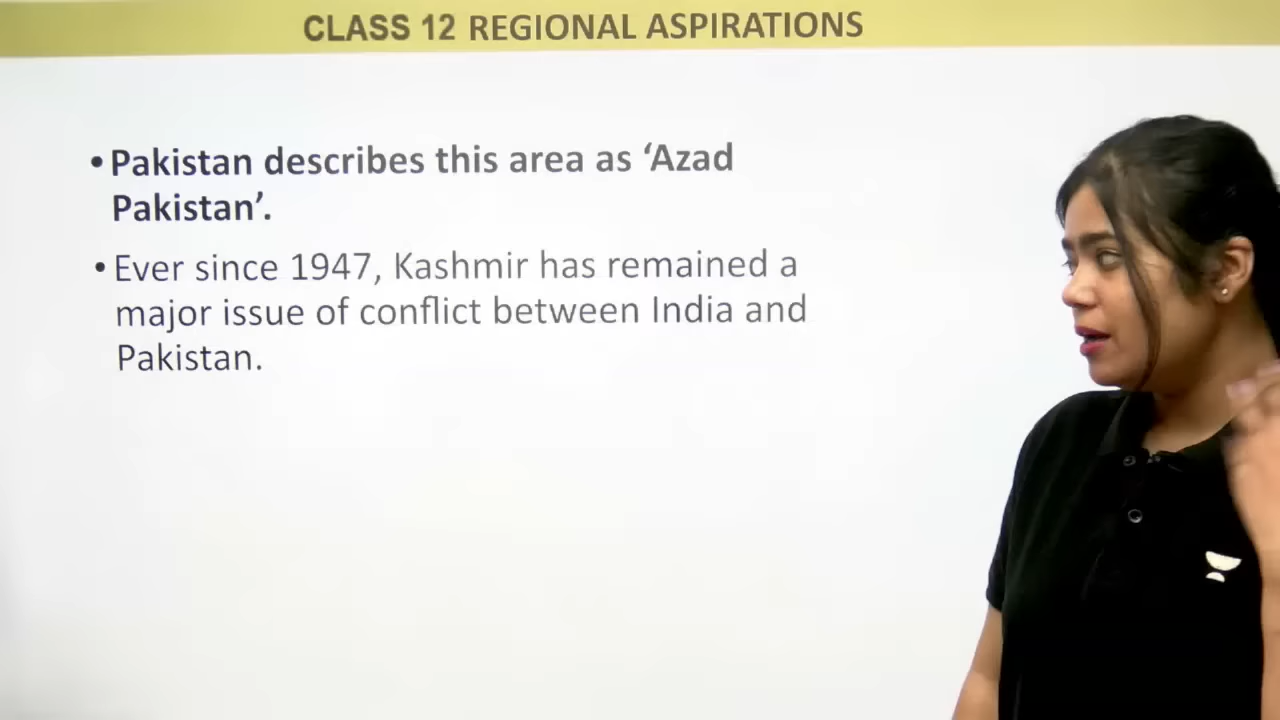 CLASS 12 REGIONAL ASPIRATIONS
• Pakistan describes this area as ‘Azad
Pakistan’.
• Ever since 1947, Kashmir has remained a
major issue of conflict between India and
Pakistan.